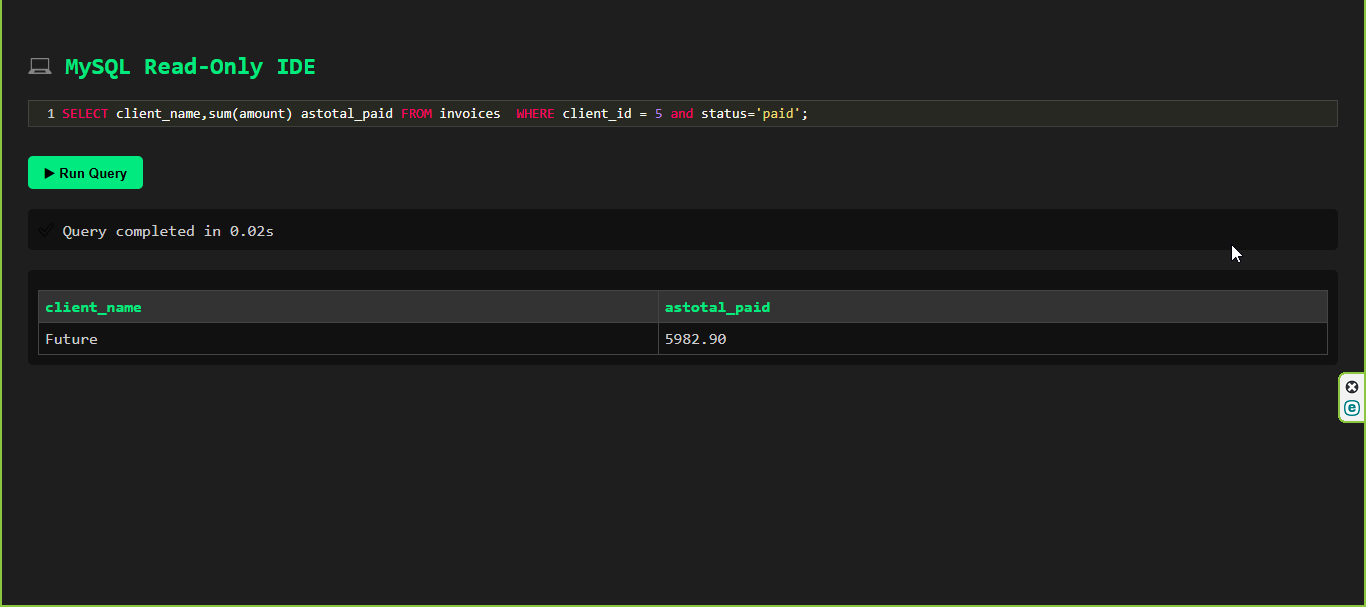 MySQL Read-Only IDE
1 SELECT client_name,sum(amount) astotal_paid FROM invoices  WHERE client_id = 5 and status='paid';
▶ Run Query
Query completed in 0.02s
client_name astotal_paid
Future 5982.90
e